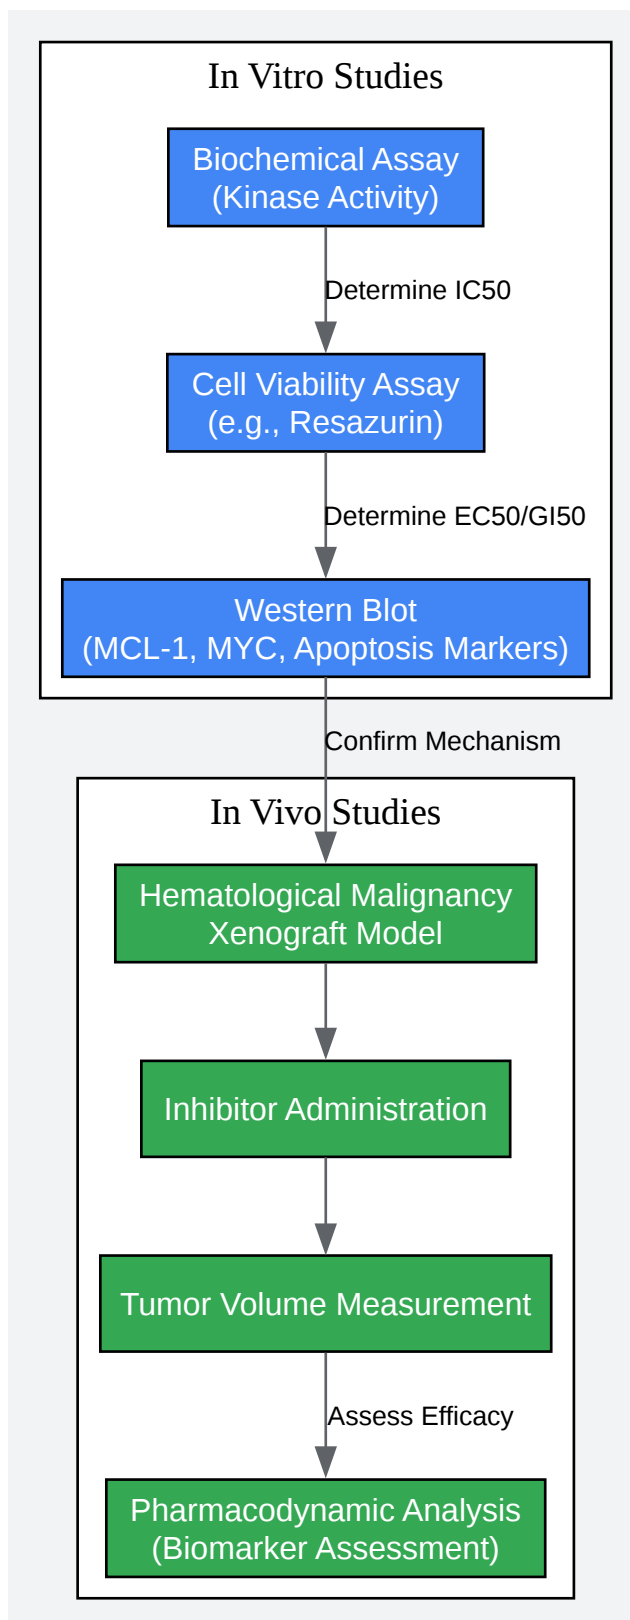 In Vitro Studies
Biochemical Assay
(Kinase Activity)
Determine IC50
Cell Viability Assay
(e.g., Resazurin)
Determine EC50/GI50
Western Blot
(MCL-1, MYC, Apoptosis Markers)
Confirm Mechanism
In Vivo Studies
Hematological Malignancy
Xenograft Model
Inhibitor Administration
Tumor Volume Measurement
Assess Efficacy
Pharmacodynamic Analysis
(Biomarker Assessment)